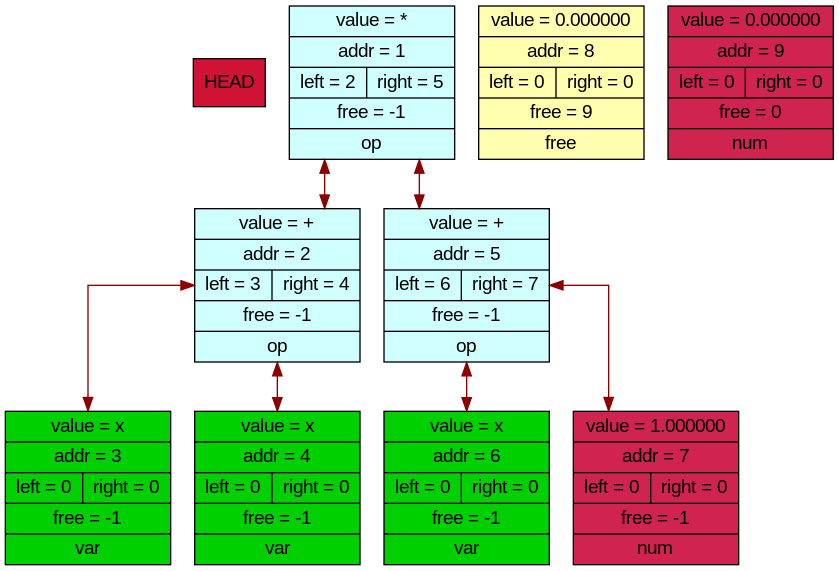 HEAD
value = *
addr = 1
left = 2 right = 5
free = -1
op
value = 0.000000
addr = 8
left = 0 right = 0
free = 9
free
value = 0.000000
addr = 9
left = 0 right = 0
free = 0
num
value = +
addr = 2
left = 3 right = 4
free = -1
op
value = +
addr = 5
left = 6 right = 7
free = -1
op
value = x
addr = 3
left = 0 right = 0
free = -1
var
value = x
addr = 4
left = 0 right = 0
free = -1
var
value = x
addr = 6
left = 0 right = 0
free = -1
var
value = 1.000000
addr = 7
left = 0 right = 0
free = -1
num